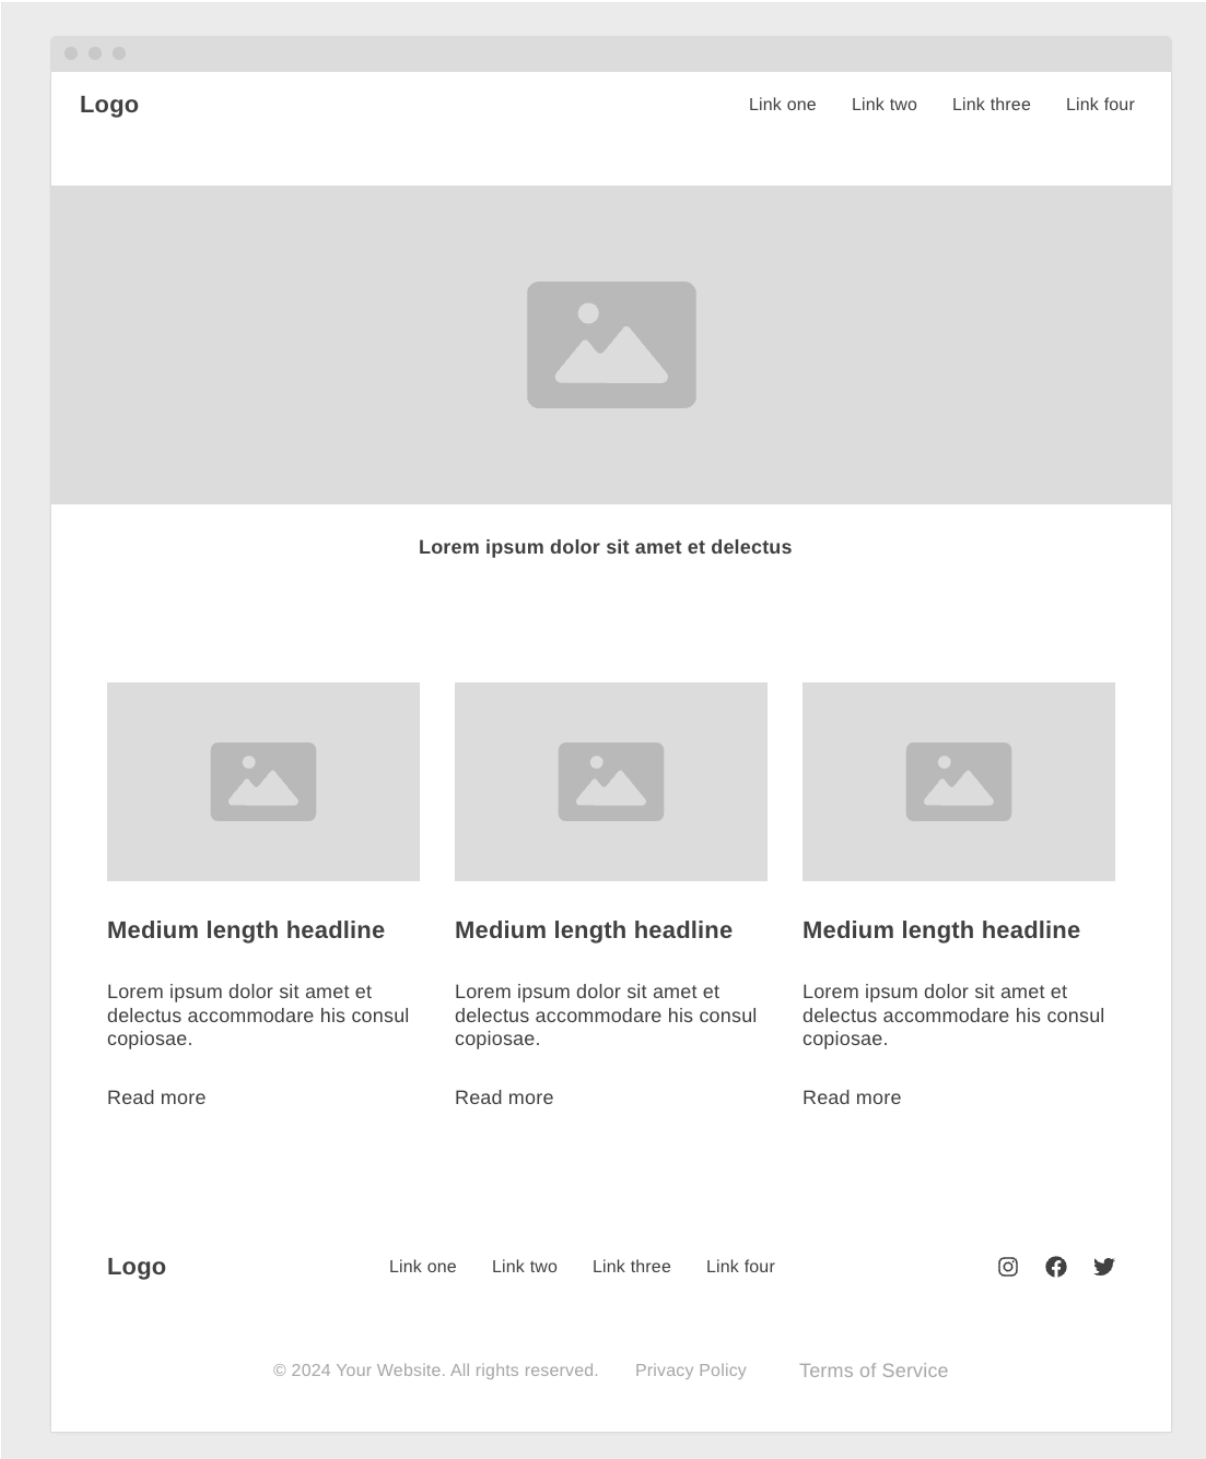 Logo
Link one Link two Link three Link four
Lorem ipsum dolor sit amet et delectus
Medium length headline
Lorem ipsum dolor sit amet et
delectus accommodare his consul
copiosae.
Read more
Medium length headline
Lorem ipsum dolor sit amet et
delectus accommodare his consul
copiosae.
Read more
Medium length headline
Lorem ipsum dolor sit amet et
delectus accommodare his consul
copiosae.
Read more
Logo
Link one Link two Link three Link four
© 2024 Your Website. All rights reserved. Privacy Policy Terms of Service